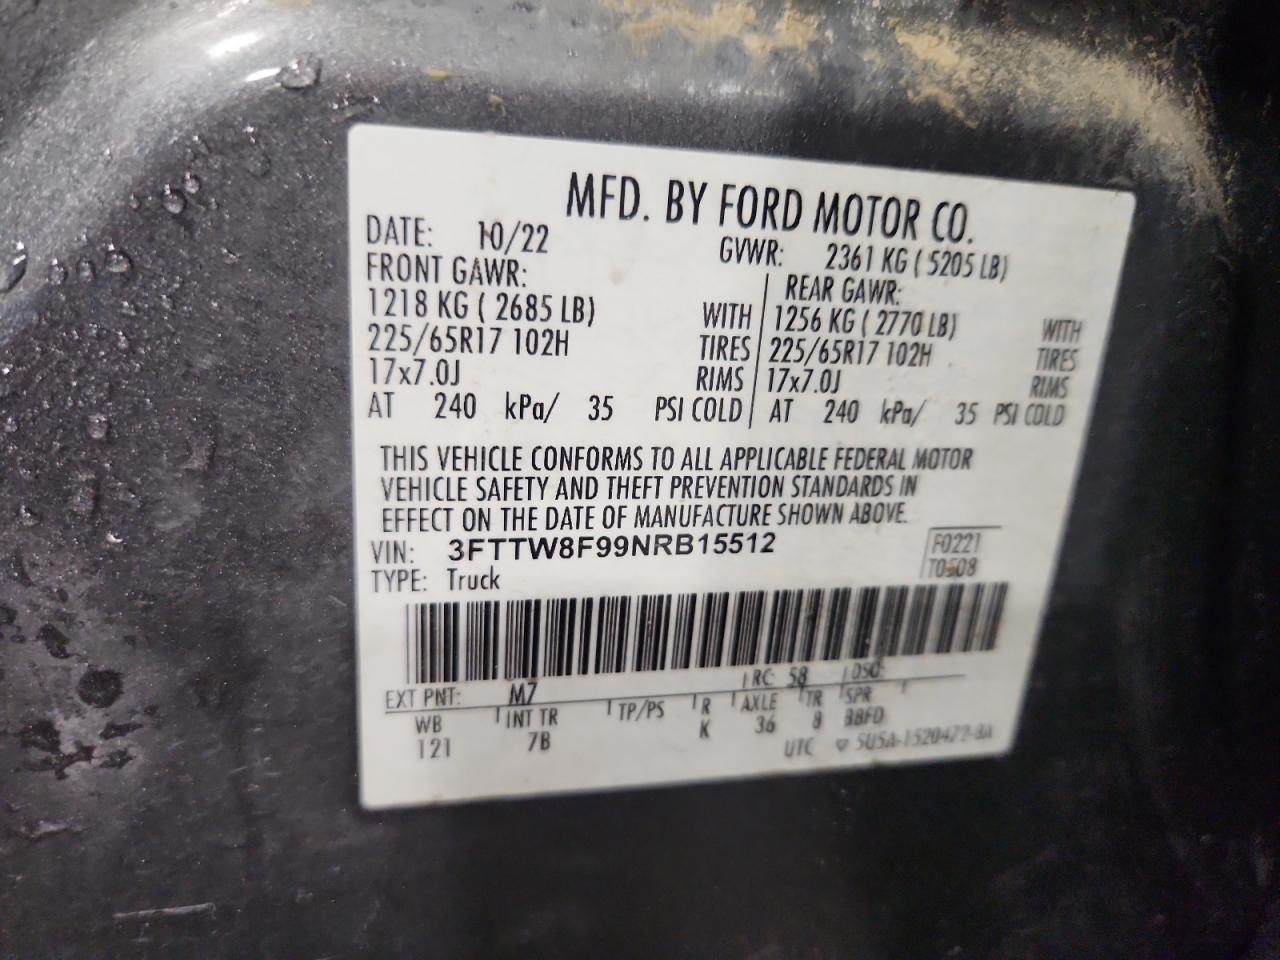 MFD. BY FORD MOTOR CO.
DATE: 10/22 GVWR: 2361 KG ( 5205 LB)
FRONT GAWR: REAR GAWR:
1218 KG ( 2685 LB) WITH 1256 KG ( 2770 LB) WITH
225/65R17 102H TIRES 225/65R17 102H TIRES
17x7.0J RIMS 17x7.0J RIMS
AT 240 kPa/ 35 PSI COLD AT 240 kPa/ 35 PSI COLD
THIS VEHICLE CONFORMS TO ALL APPLICABLE FEDERAL MOTOR
VEHICLE SAFETY AND THEFT PREVENTION STANDARDS IN
EFFECT ON THE DATE OF MANUFACTURE SHOWN ABOVE.
VIN: 3FTTW8F99NRB15512 F0221
TYPE: Truck T0508
EXT PNT: M7 RC: 58 DSO:
WB INT TR TP/PS R AXLE TR SPR
121 7B K 36 8
UTC